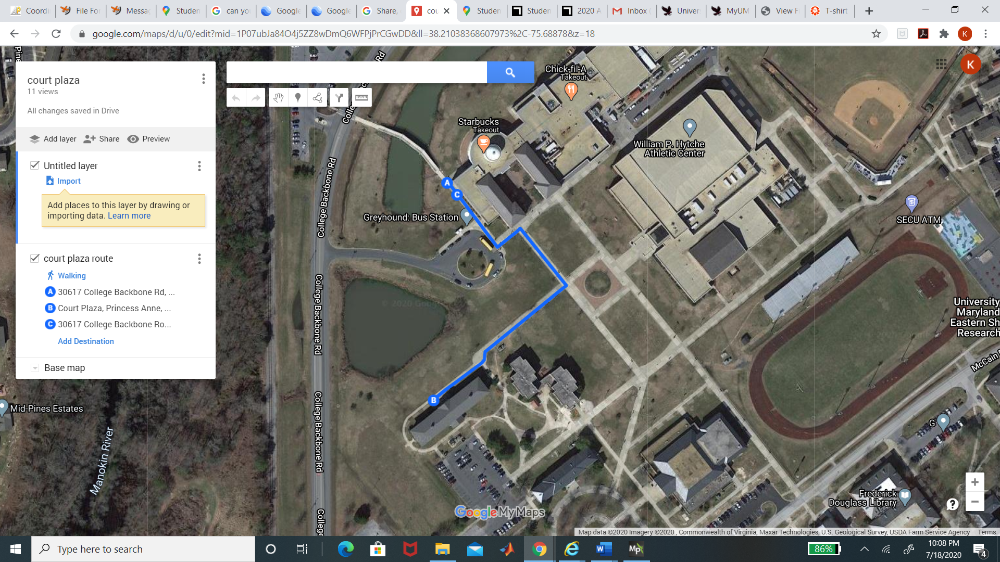 Coordi
File Fo
Messa
Studen
can yo
Google
Google
Share,
cou
Studen
Studen
2020 A
Inbox (
Univer
MyUM
View F
T-shirt
google.com/maps/d/u/0/edit?mid=1P07ubJa84O4j5ZZ8wDmQ6WFPjPrCGwDD&ll=38.21038368607973%2C-75.68878&z=18
K
court plaza
11 views
All changes saved in Drive
Add layer
Share
Preview
Untitled layer
Import
Add places to this layer by drawing or
importing data. Learn more
court plaza route
Walking
A 30617 College Backbone Rd, ...
B Court Plaza, Princess Anne, ...
C 30617 College Backbone Ro...
Add Destination
Base map
Pine
Rd
College Backbone Rd
College Backbone Rd
College Backbone Rd
College
Chick-fil-A
Takeout
Starbucks
Takeout
William P. Hytche
Athletic Center
K
A
C
Greyhound: Bus Station
SECU ATM
University
Maryland
Eastern Sh
Research
McCain
B
Mid-Pines Estates
Manokin River
G
Frederick
Douglass Library
Google My Maps
Map data ©2020 Imagery ©2020 , Commonwealth of Virginia, Maxar Technologies, U.S. Geological Survey, USDA Farm Service Agency
Terms
Type here to search
86%
10:08 PM
7/18/2020
4